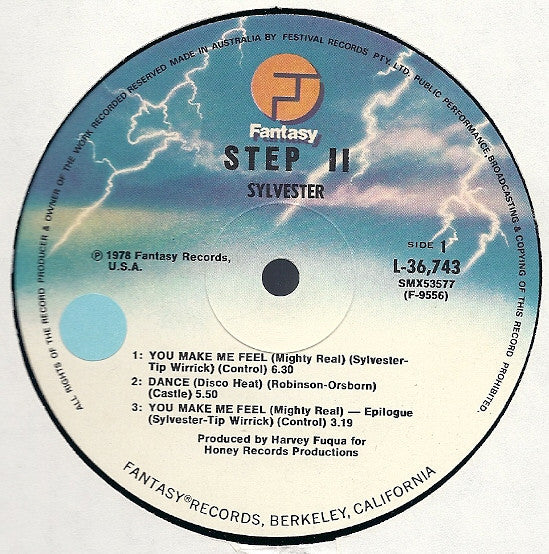 ALL RIGHTS OF THE RECORD PRODUCER & OWNER OF THE WORK RECORDED RESERVED MADE IN AUSTRALIA BY FESTIVAL RECORDS PTY. LTD. PUBLIC PERFORMANCE, BROADCASTING & COPYING OF THIS RECORD PROHIBITED.
Fantasy
STEP II
SYLVESTER
℗ 1978 Fantasy Records,
U.S.A.
SIDE 1
L-36,743
SMX53577
(F-9556)
1: YOU MAKE ME FEEL (Mighty Real) (Sylvester-
Tip Wirrick) (Control) 6.30
2: DANCE (Disco Heat) (Robinson-Orsborn)
(Castle) 5.50
3: YOU MAKE ME FEEL (Mighty Real) — Epilogue
(Sylvester-Tip Wirrick) (Control) 3.19
Produced by Harvey Fuqua for
Honey Records Productions
FANTASY® RECORDS, BERKELEY, CALIFORNIA